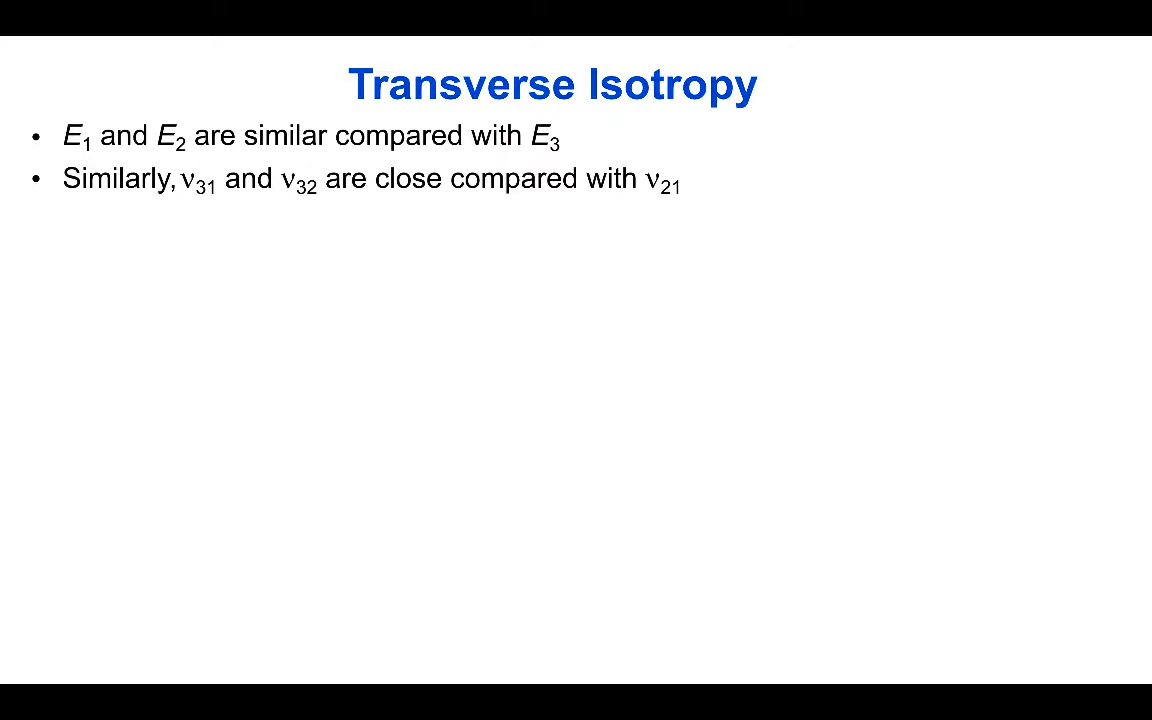 Transverse Isotropy
• E₁ and E₂ are similar compared with E₃
• Similarly, ν₃₁ and ν₃₂ are close compared with ν₂₁